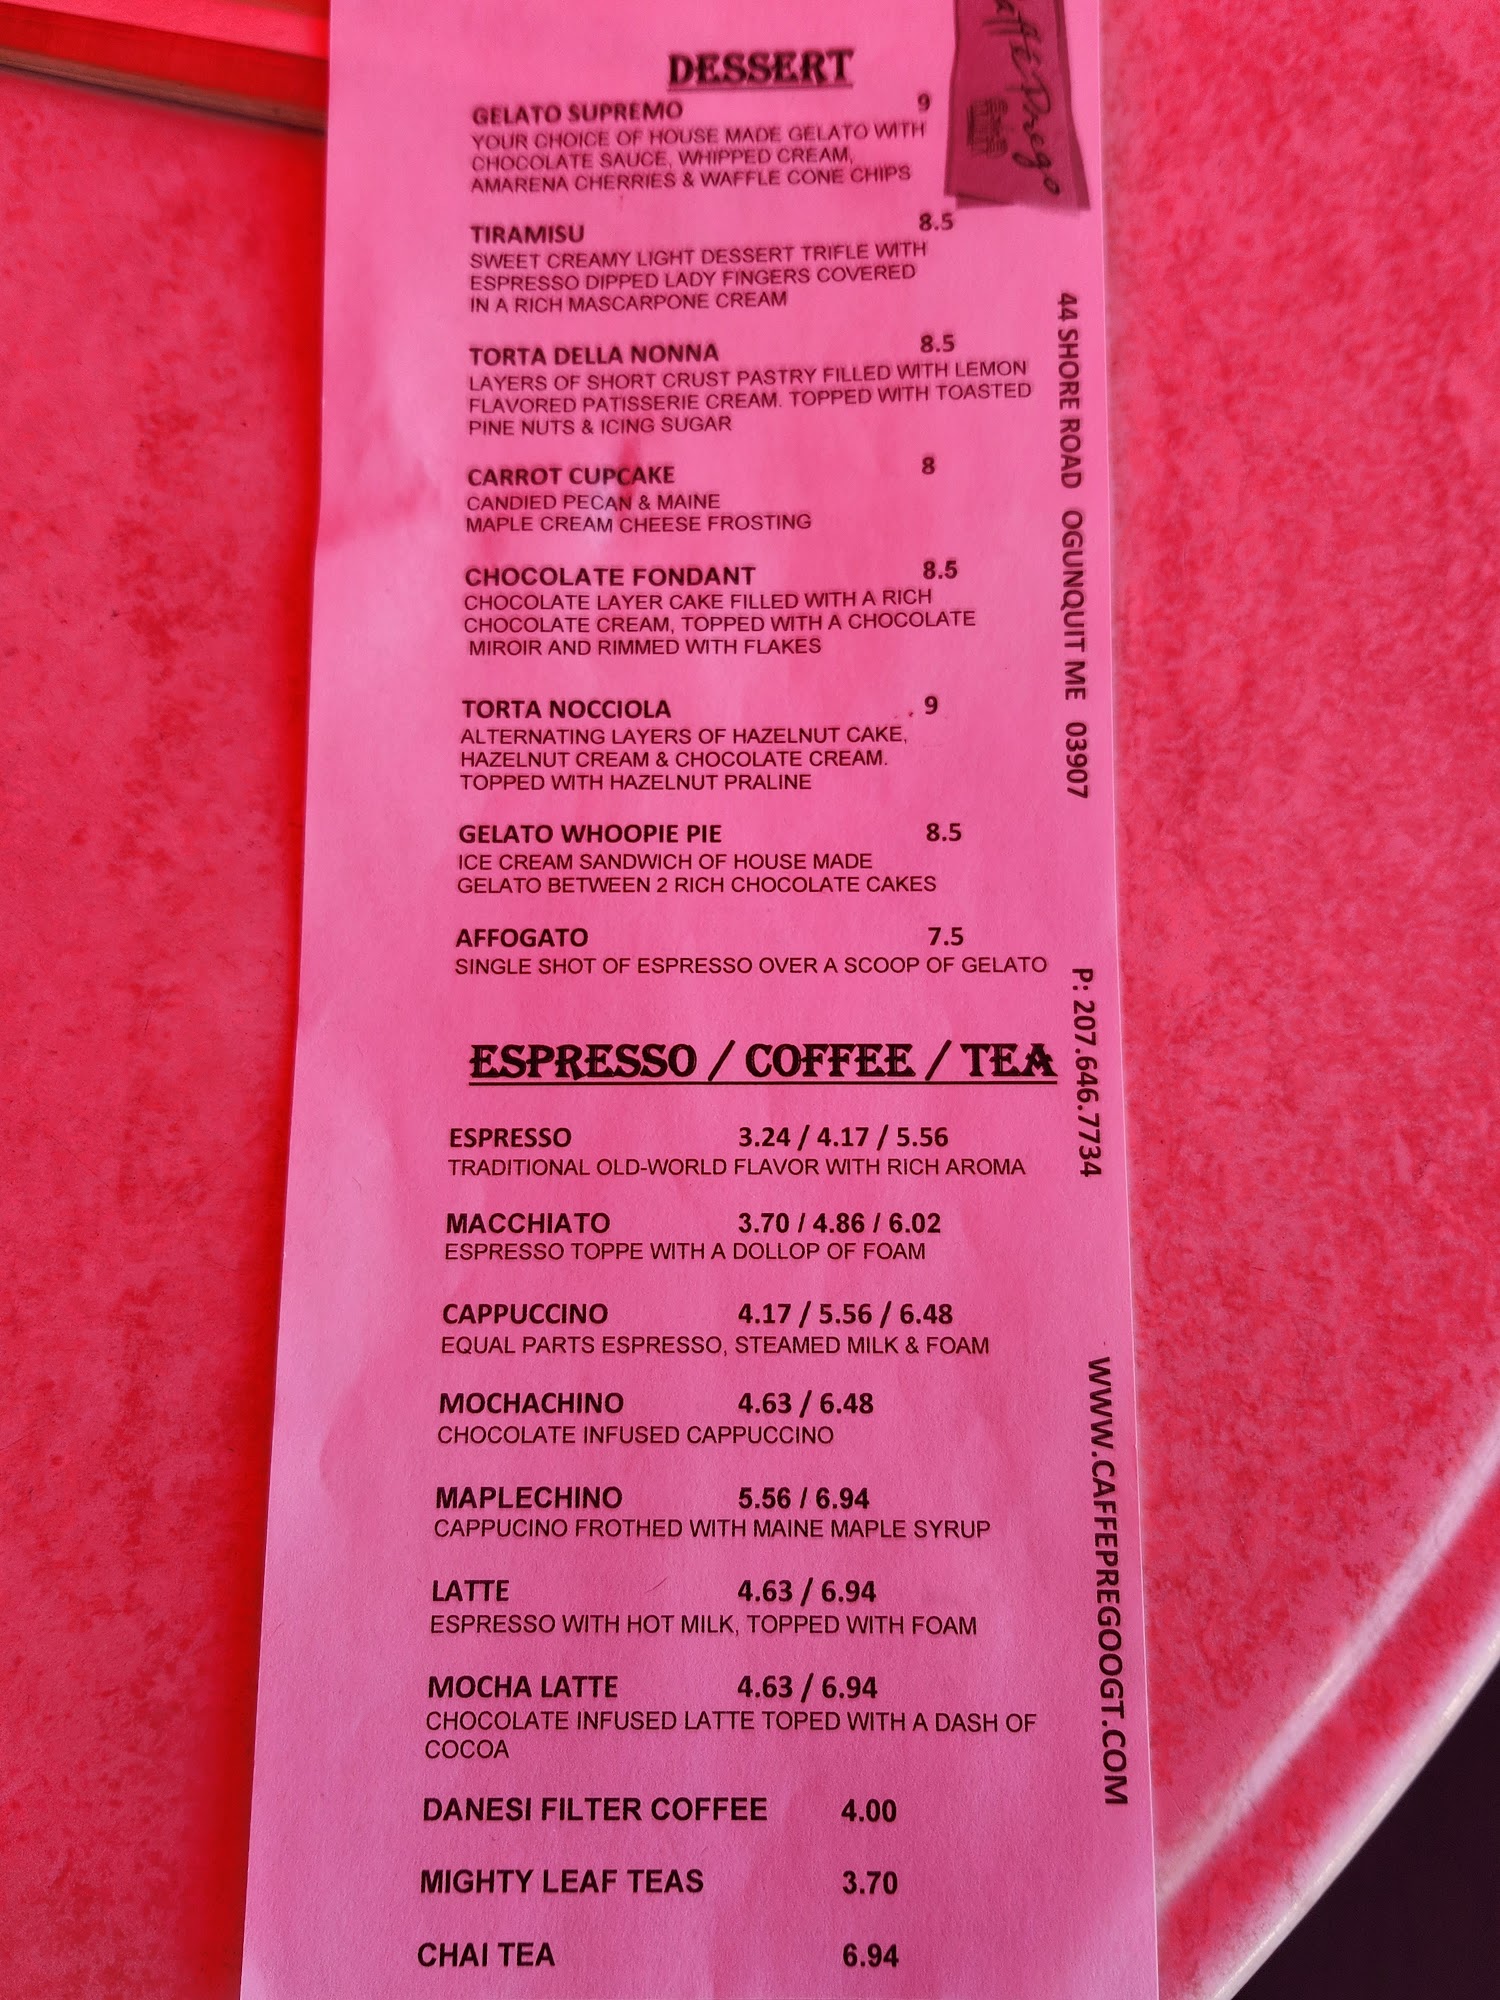 DESSERT
GELATO SUPREMO 9
YOUR CHOICE OF HOUSE MADE GELATO WITH
CHOCOLATE SAUCE, WHIPPED CREAM,
AMARENA CHERRIES & WAFFLE CONE CHIPS
TIRAMISU 8.5
SWEET CREAMY LIGHT DESSERT TRIFLE WITH
ESPRESSO DIPPED LADY FINGERS COVERED
IN A RICH MASCARPONE CREAM
TORTA DELLA NONNA 8.5
LAYERS OF SHORT CRUST PASTRY FILLED WITH LEMON
FLAVORED PATISSERIE CREAM. TOPPED WITH TOASTED
PINE NUTS & ICING SUGAR
CARROT CUPCAKE 8
CANDIED PECAN & MAINE
MAPLE CREAM CHEESE FROSTING
CHOCOLATE FONDANT 8.5
CHOCOLATE LAYER CAKE FILLED WITH A RICH
CHOCOLATE CREAM, TOPPED WITH A CHOCOLATE
MIROIR AND RIMMED WITH FLAKES
TORTA NOCCIOLA 9
ALTERNATING LAYERS OF HAZELNUT CAKE,
HAZELNUT CREAM & CHOCOLATE CREAM.
TOPPED WITH HAZELNUT PRALINE
GELATO WHOOPIE PIE 8.5
ICE CREAM SANDWICH OF HOUSE MADE
GELATO BETWEEN 2 RICH CHOCOLATE CAKES
AFFOGATO 7.5
SINGLE SHOT OF ESPRESSO OVER A SCOOP OF GELATO
ESPRESSO / COFFEE / TEA
ESPRESSO 3.24 / 4.17 / 5.56
TRADITIONAL OLD-WORLD FLAVOR WITH RICH AROMA
MACCHIATO 3.70 / 4.86 / 6.02
ESPRESSO TOPPE WITH A DOLLOP OF FOAM
CAPPUCCINO 4.17 / 5.56 / 6.48
EQUAL PARTS ESPRESSO, STEAMED MILK & FOAM
MOCHACHINO 4.63 / 6.48
CHOCOLATE INFUSED CAPPUCCINO
MAPLECHINO 5.56 / 6.94
CAPPUCINO FROTHED WITH MAINE MAPLE SYRUP
LATTE 4.63 / 6.94
ESPRESSO WITH HOT MILK, TOPPED WITH FOAM
MOCHA LATTE 4.63 / 6.94
CHOCOLATE INFUSED LATTE TOPED WITH A DASH OF
COCOA
DANESI FILTER COFFEE 4.00
MIGHTY LEAF TEAS 3.70
CHAI TEA 6.94
affé Prego
44 SHORE ROAD OGUNQUIT ME 03907
P: 207.646.7734
WWW.CAFFEPREGOOGT.COM